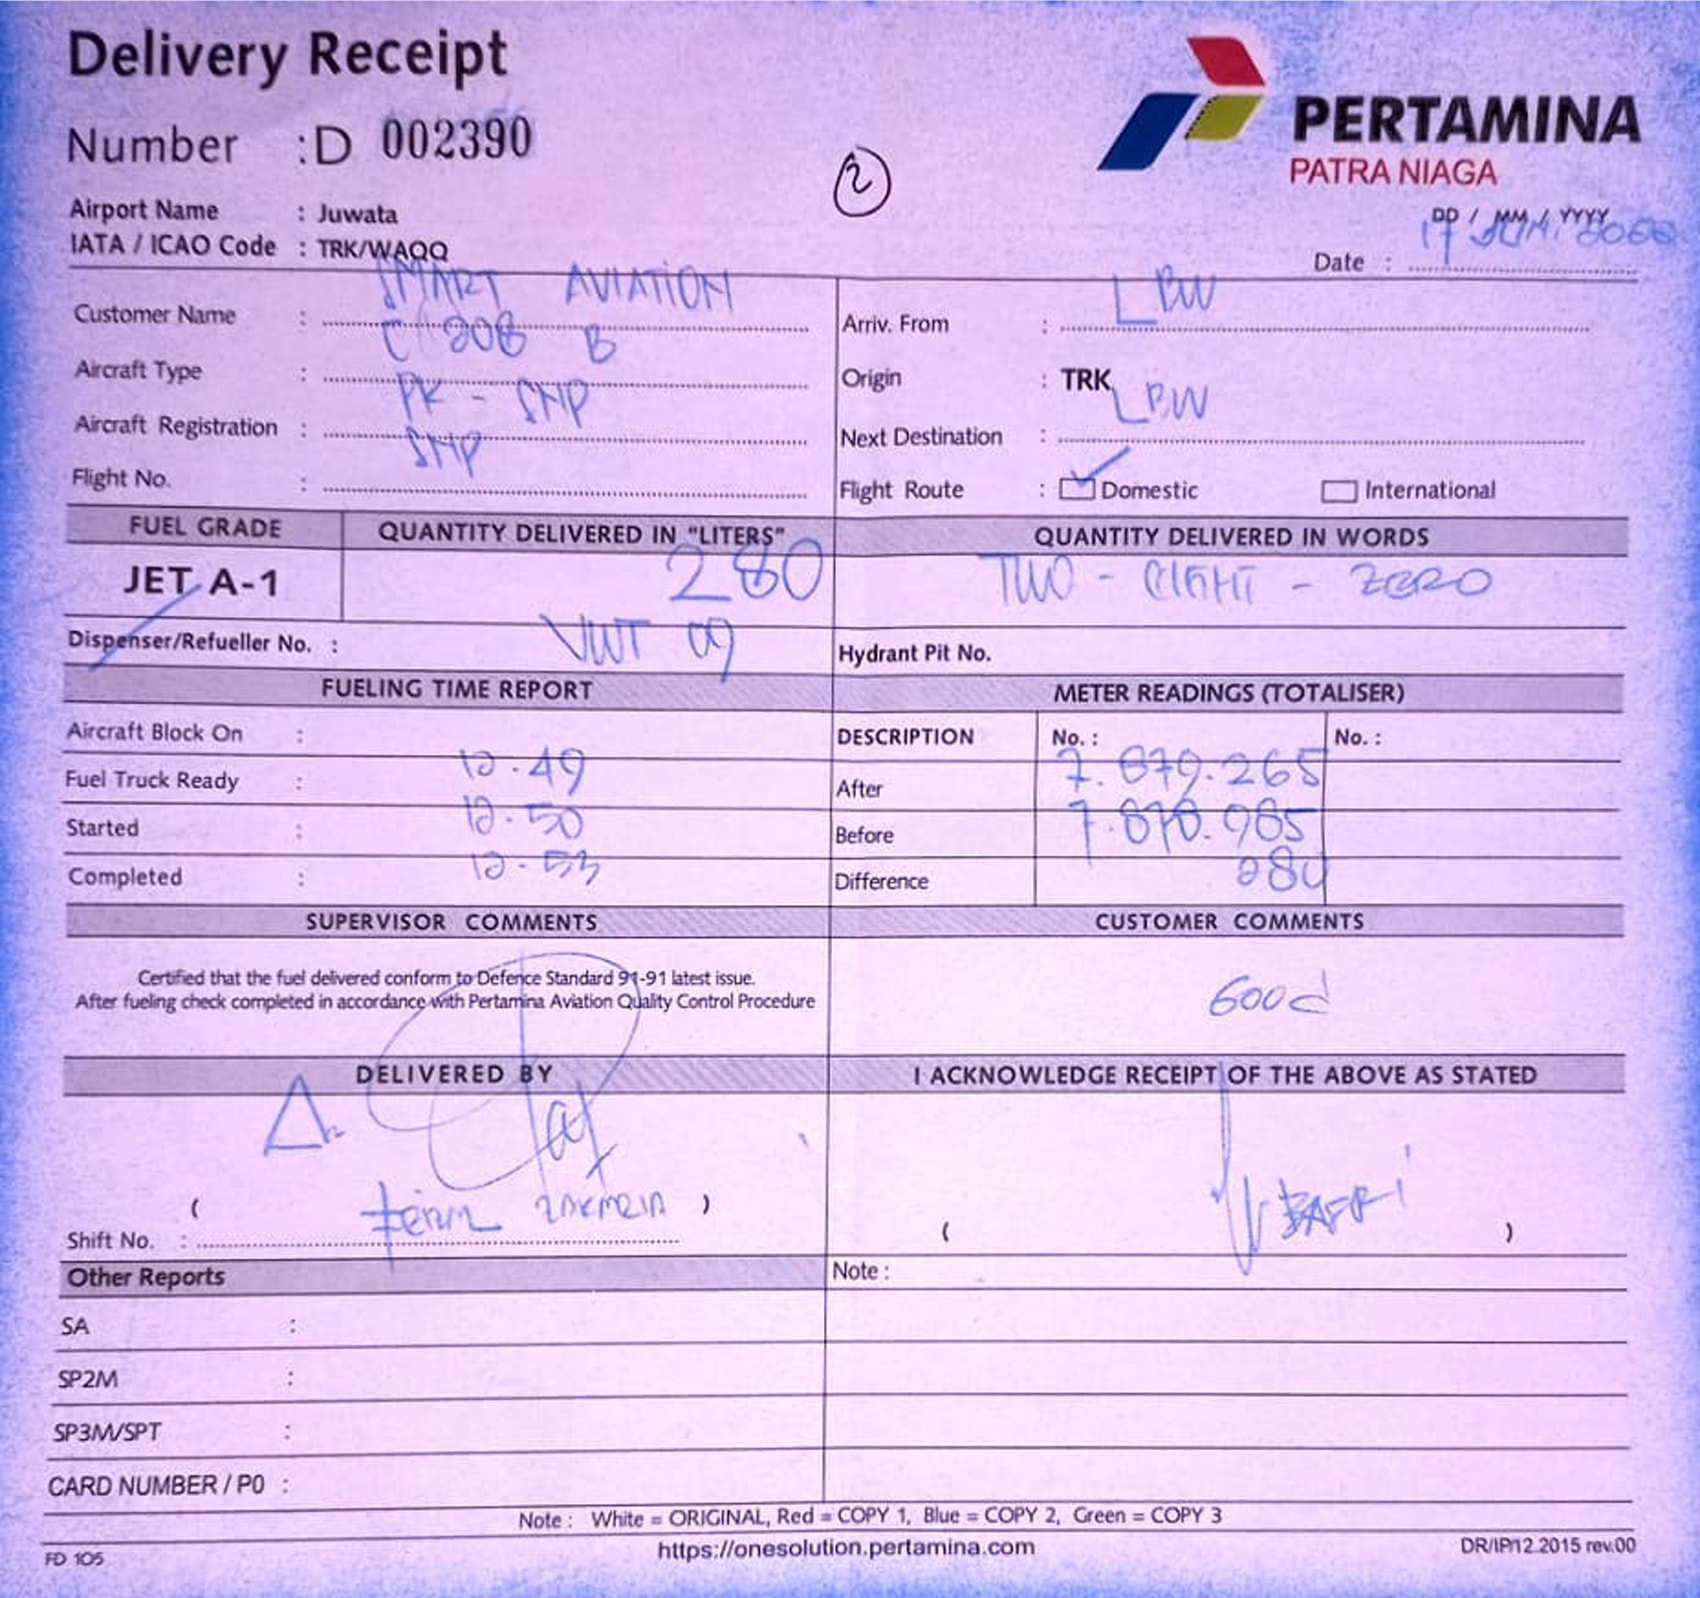 Delivery Receipt
Number : D 002390
2
PERTAMINA
PATRA NIAGA
Airport Name : Juwata
IATA / ICAO Code : TRK/WAQQ
DD / MM / YYYY
Date : 17
Customer Name : SMART AVIATION
Arriv. From : LBW
Aircraft Type : C 208 B
Origin : TRK
Aircraft Registration : PK - SNP
Next Destination : LBW
Flight No. : SNP
Flight Route : Domestic International
FUEL GRADE QUANTITY DELIVERED IN "LITERS" QUANTITY DELIVERED IN WORDS
JET A-1 280 TWO - EIGHT - ZERO
Dispenser/Refueller No. : 09
Hydrant Pit No.
FUELING TIME REPORT METER READINGS (TOTALISER)
Aircraft Block On :
DESCRIPTION No. : No. :
Fuel Truck Ready : 12.49
After 7.679.265
Started : 12.50
Before
Completed : 12.53
Difference 280
SUPERVISOR COMMENTS CUSTOMER COMMENTS
Certified that the fuel delivered conform to Defence Standard 91-91 latest issue.
After fueling check completed in accordance with Pertamina Aviation Quality Control Procedure
GOOD
DELIVERED BY I ACKNOWLEDGE RECEIPT OF THE ABOVE AS STATED
( )
Shift No. :
( )
Other Reports Note :
SA :
SP2M :
SP3M/SPT :
CARD NUMBER / PO :
Note : White = ORIGINAL, Red = COPY 1, Blue = COPY 2, Green = COPY 3
FD 105 https://onesolution.pertamina.com DR/IP/12.2015 rev.00